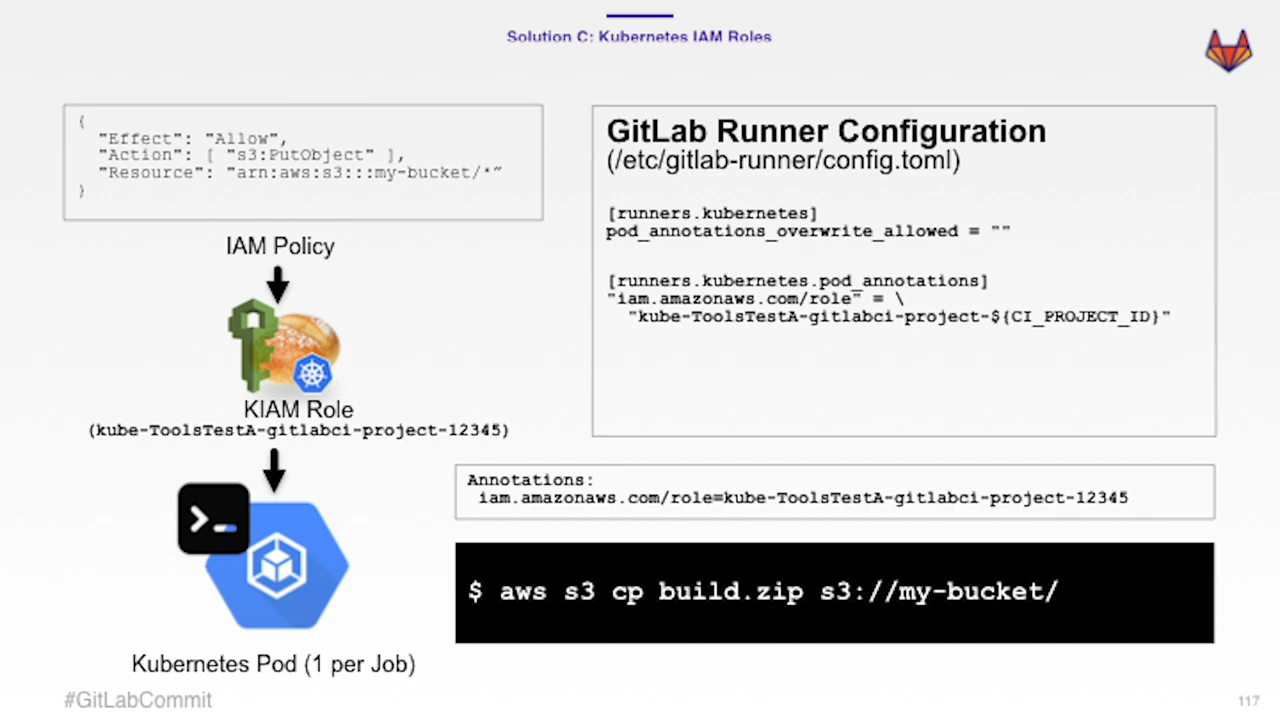 Solution C: Kubernetes IAM Roles
{
"Effect": "Allow",
"Action": [ "s3:PutObject" ],
"Resource": "arn:aws:s3:::my-bucket/*”
}
IAM Policy
KIAM Role
(kube-ToolsTestA-gitlabci-project-12345)
Kubernetes Pod (1 per Job)
GitLab Runner Configuration
(/etc/gitlab-runner/config.toml)
[runners.kubernetes]
pod_annotations_overwrite_allowed = ""
[runners.kubernetes.pod_annotations]
"iam.amazonaws.com/role" = \
"kube-ToolsTestA-gitlabci-project-${CI_PROJECT_ID}"
Annotations:
iam.amazonaws.com/role=kube-ToolsTestA-gitlabci-project-12345
$ aws s3 cp build.zip s3://my-bucket/
#GitLabCommit
117